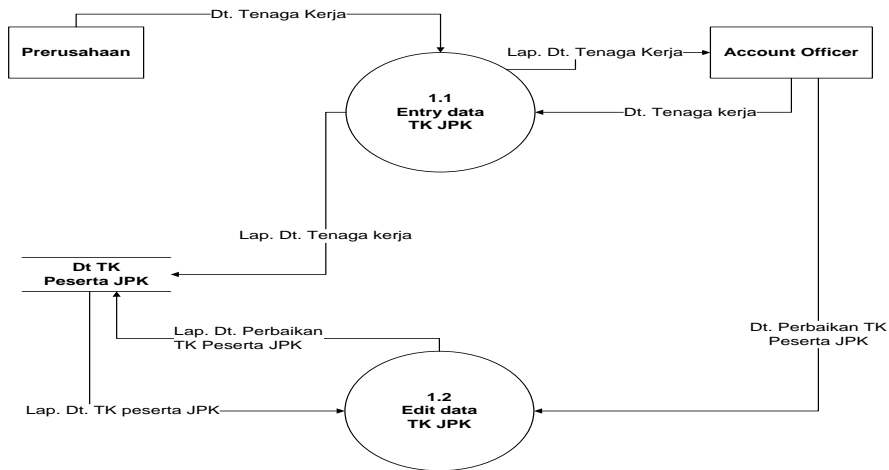 Dt. Tenaga Kerja
Prerusahaan
Lap. Dt. Tenaga Kerja
Account Officer
1.1
Entry data
TK JPK
Dt. Tenaga kerja
Lap. Dt. Tenaga kerja
Dt TK
Peserta JPK
Lap. Dt. Perbaikan
TK Peserta JPK
Dt. Perbaikan TK
Peserta JPK
1.2
Edit data
TK JPK
Lap. Dt. TK peserta JPK